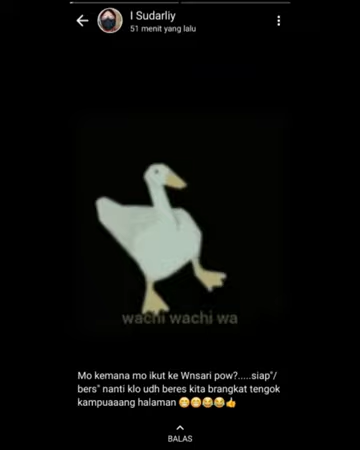 I Sudarliy
51 menit yang lalu
wachi wachi wa
Mo kemana mo ikut ke Wnsari pow?.....siap"/
bers" nanti klo udh beres kita brangkat tengok
kampuaaang halaman 😁😁😂😂👍
BALAS